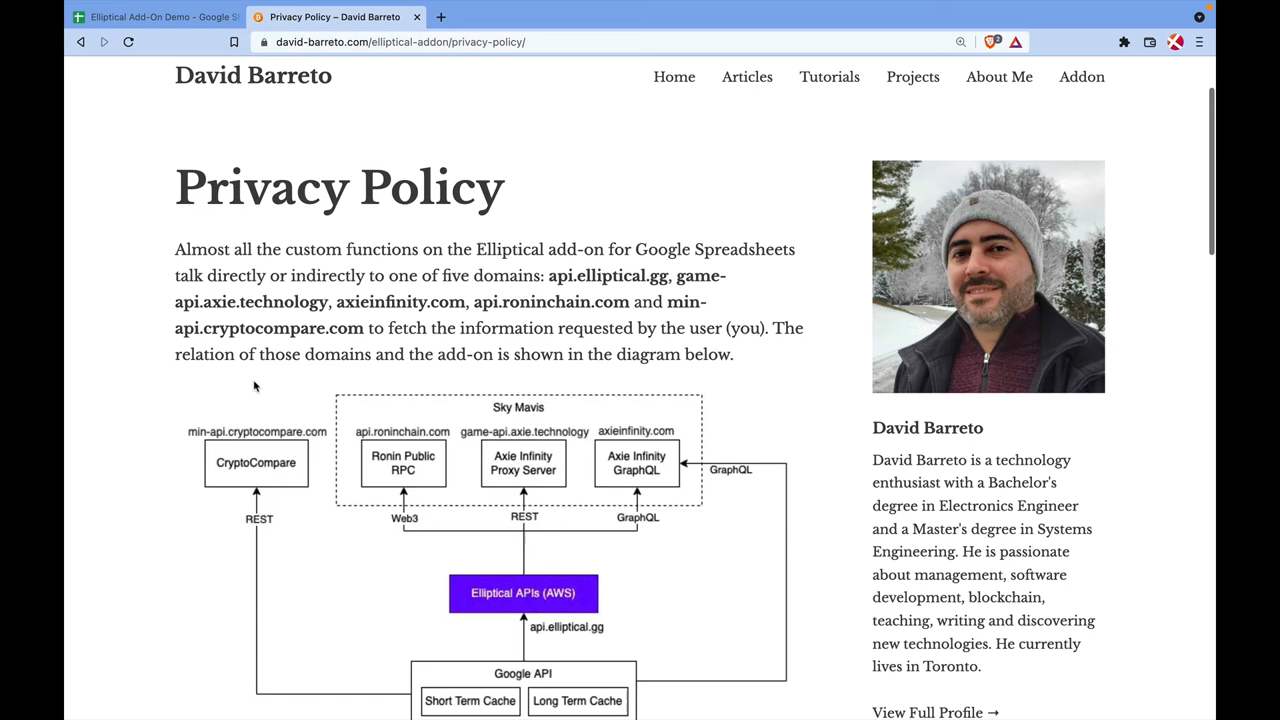 Elliptical Add-On Demo - Google S
Privacy Policy – David Barreto
david-barreto.com/elliptical-addon/privacy-policy/
2
David Barreto
Home
Articles
Tutorials
Projects
About Me
Addon
Privacy Policy
Almost all the custom functions on the Elliptical add-on for Google Spreadsheets
talk directly or indirectly to one of five domains: api.elliptical.gg, game-
api.axie.technology, axieinfinity.com, api.roninchain.com and min-
api.cryptocompare.com to fetch the information requested by the user (you). The
relation of those domains and the add-on is shown in the diagram below.
Sky Mavis
min-api.cryptocompare.com
api.roninchain.com
game-api.axie.technology
axieinfinity.com
CryptoCompare
Ronin Public
RPC
Axie Infinity
Proxy Server
Axie Infinity
GraphQL
GraphQL
REST
Web3
REST
GraphQL
Elliptical APIs (AWS)
api.elliptical.gg
Google API
Short Term Cache
Long Term Cache
David Barreto
David Barreto is a technology
enthusiast with a Bachelor's
degree in Electronics Engineer
and a Master's degree in Systems
Engineering. He is passionate
about management, software
development, blockchain,
teaching, writing and discovering
new technologies. He currently
lives in Toronto.
View Full Profile →